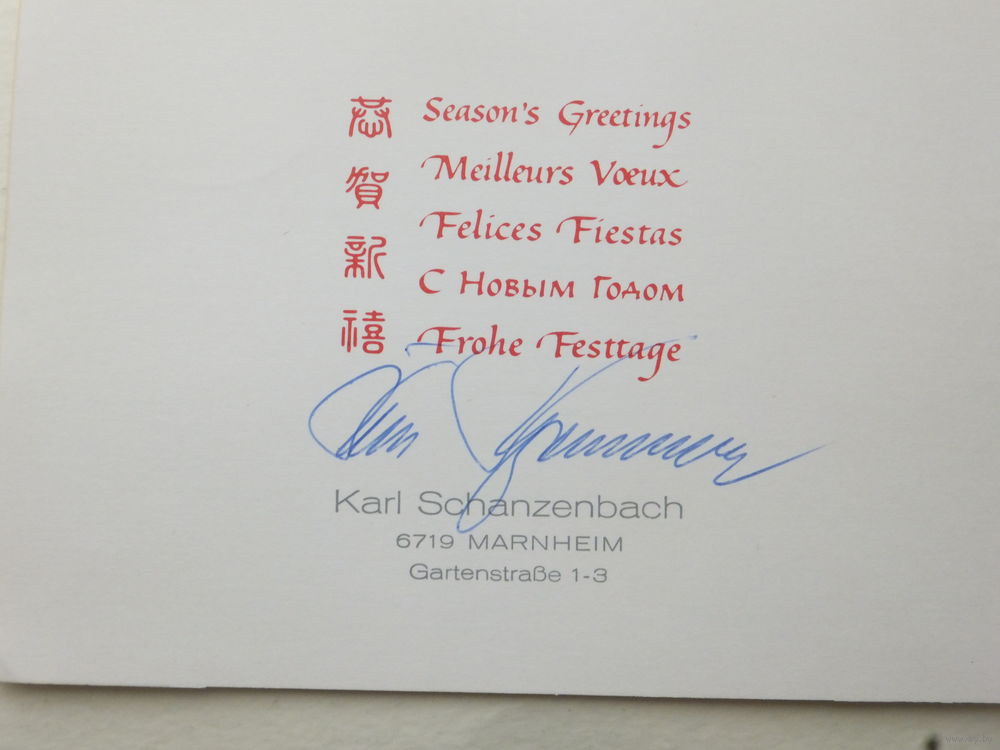 恭賀新禧
Season's Greetings
Meilleurs Vœux
Felices Fiestas
С Новым Годом
Frohe Festtage
Karl Schanzenbach
6719 MARNHEIM
Gartenstraße 1-3